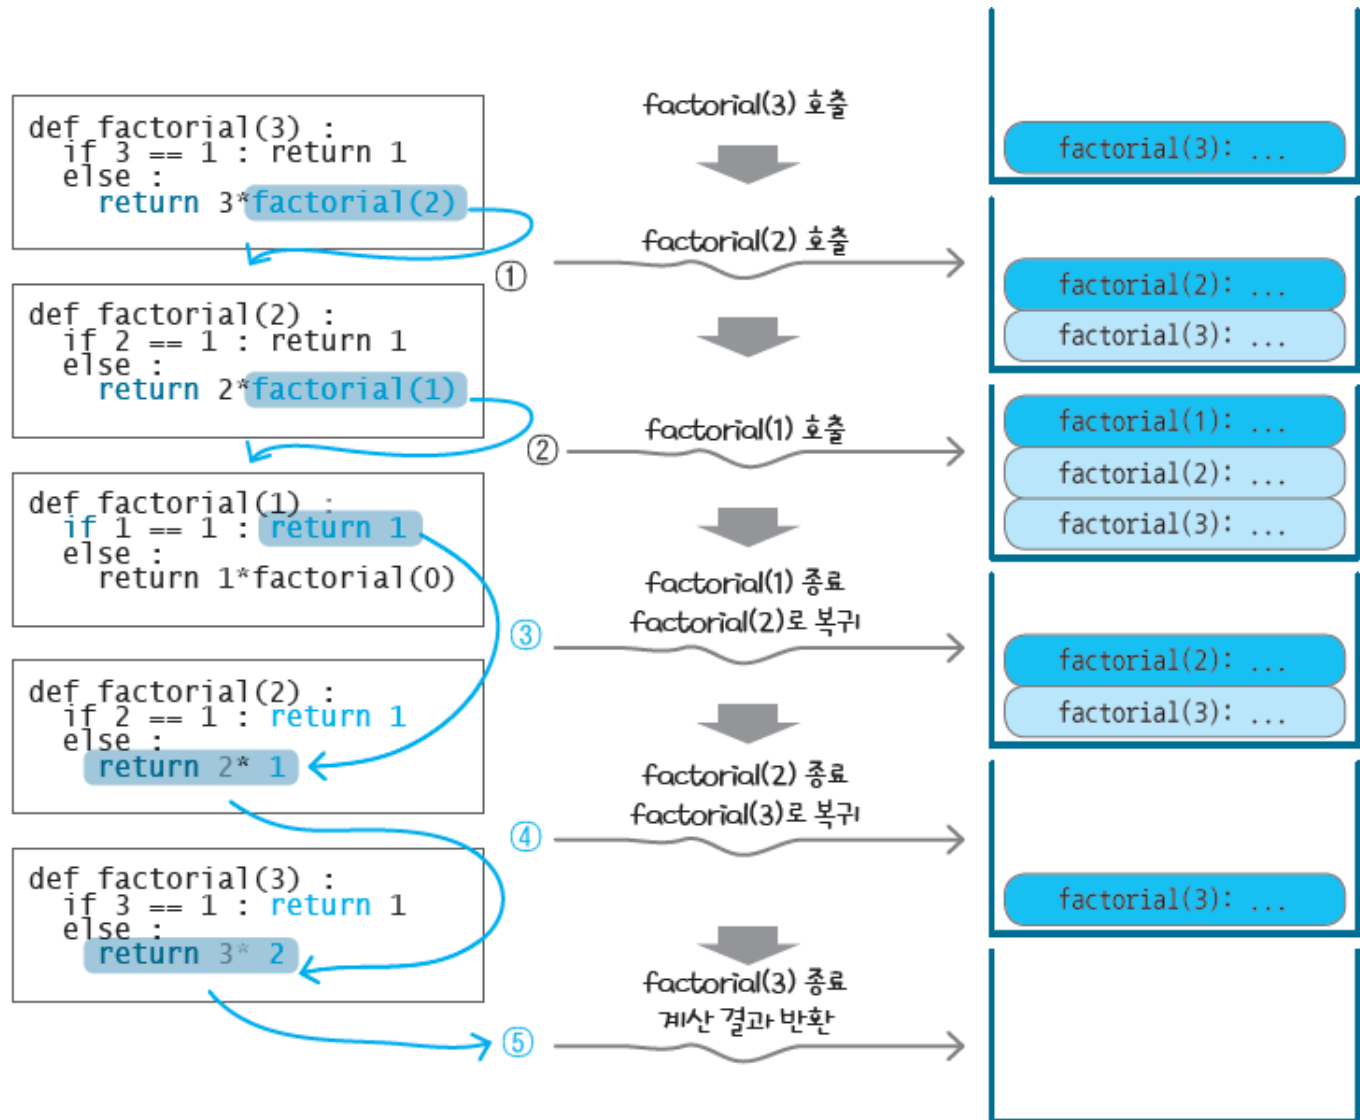 def factorial(3) :
if 3 == 1 : return 1
else :
return 3*factorial(2)
def factorial(2) :
if 2 == 1 : return 1
else :
return 2*factorial(1)
def factorial(1) :
if 1 == 1 : return 1
else :
return 1*factorial(0)
def factorial(2) :
if 2 == 1 : return 1
else :
return 2* 1
def factorial(3) :
if 3 == 1 : return 1
else :
return 3* 2
factorial(3) 호출
①
factorial(2) 호출
②
factorial(1) 호출
③
factorial(1) 종료
factorial(2)로 복귀
④
factorial(2) 종료
factorial(3)로 복귀
⑤
factorial(3) 종료
계산 결과 반환
factorial(3): ...
factorial(2): ...
factorial(3): ...
factorial(1): ...
factorial(2): ...
factorial(3): ...
factorial(2): ...
factorial(3): ...
factorial(3): ...